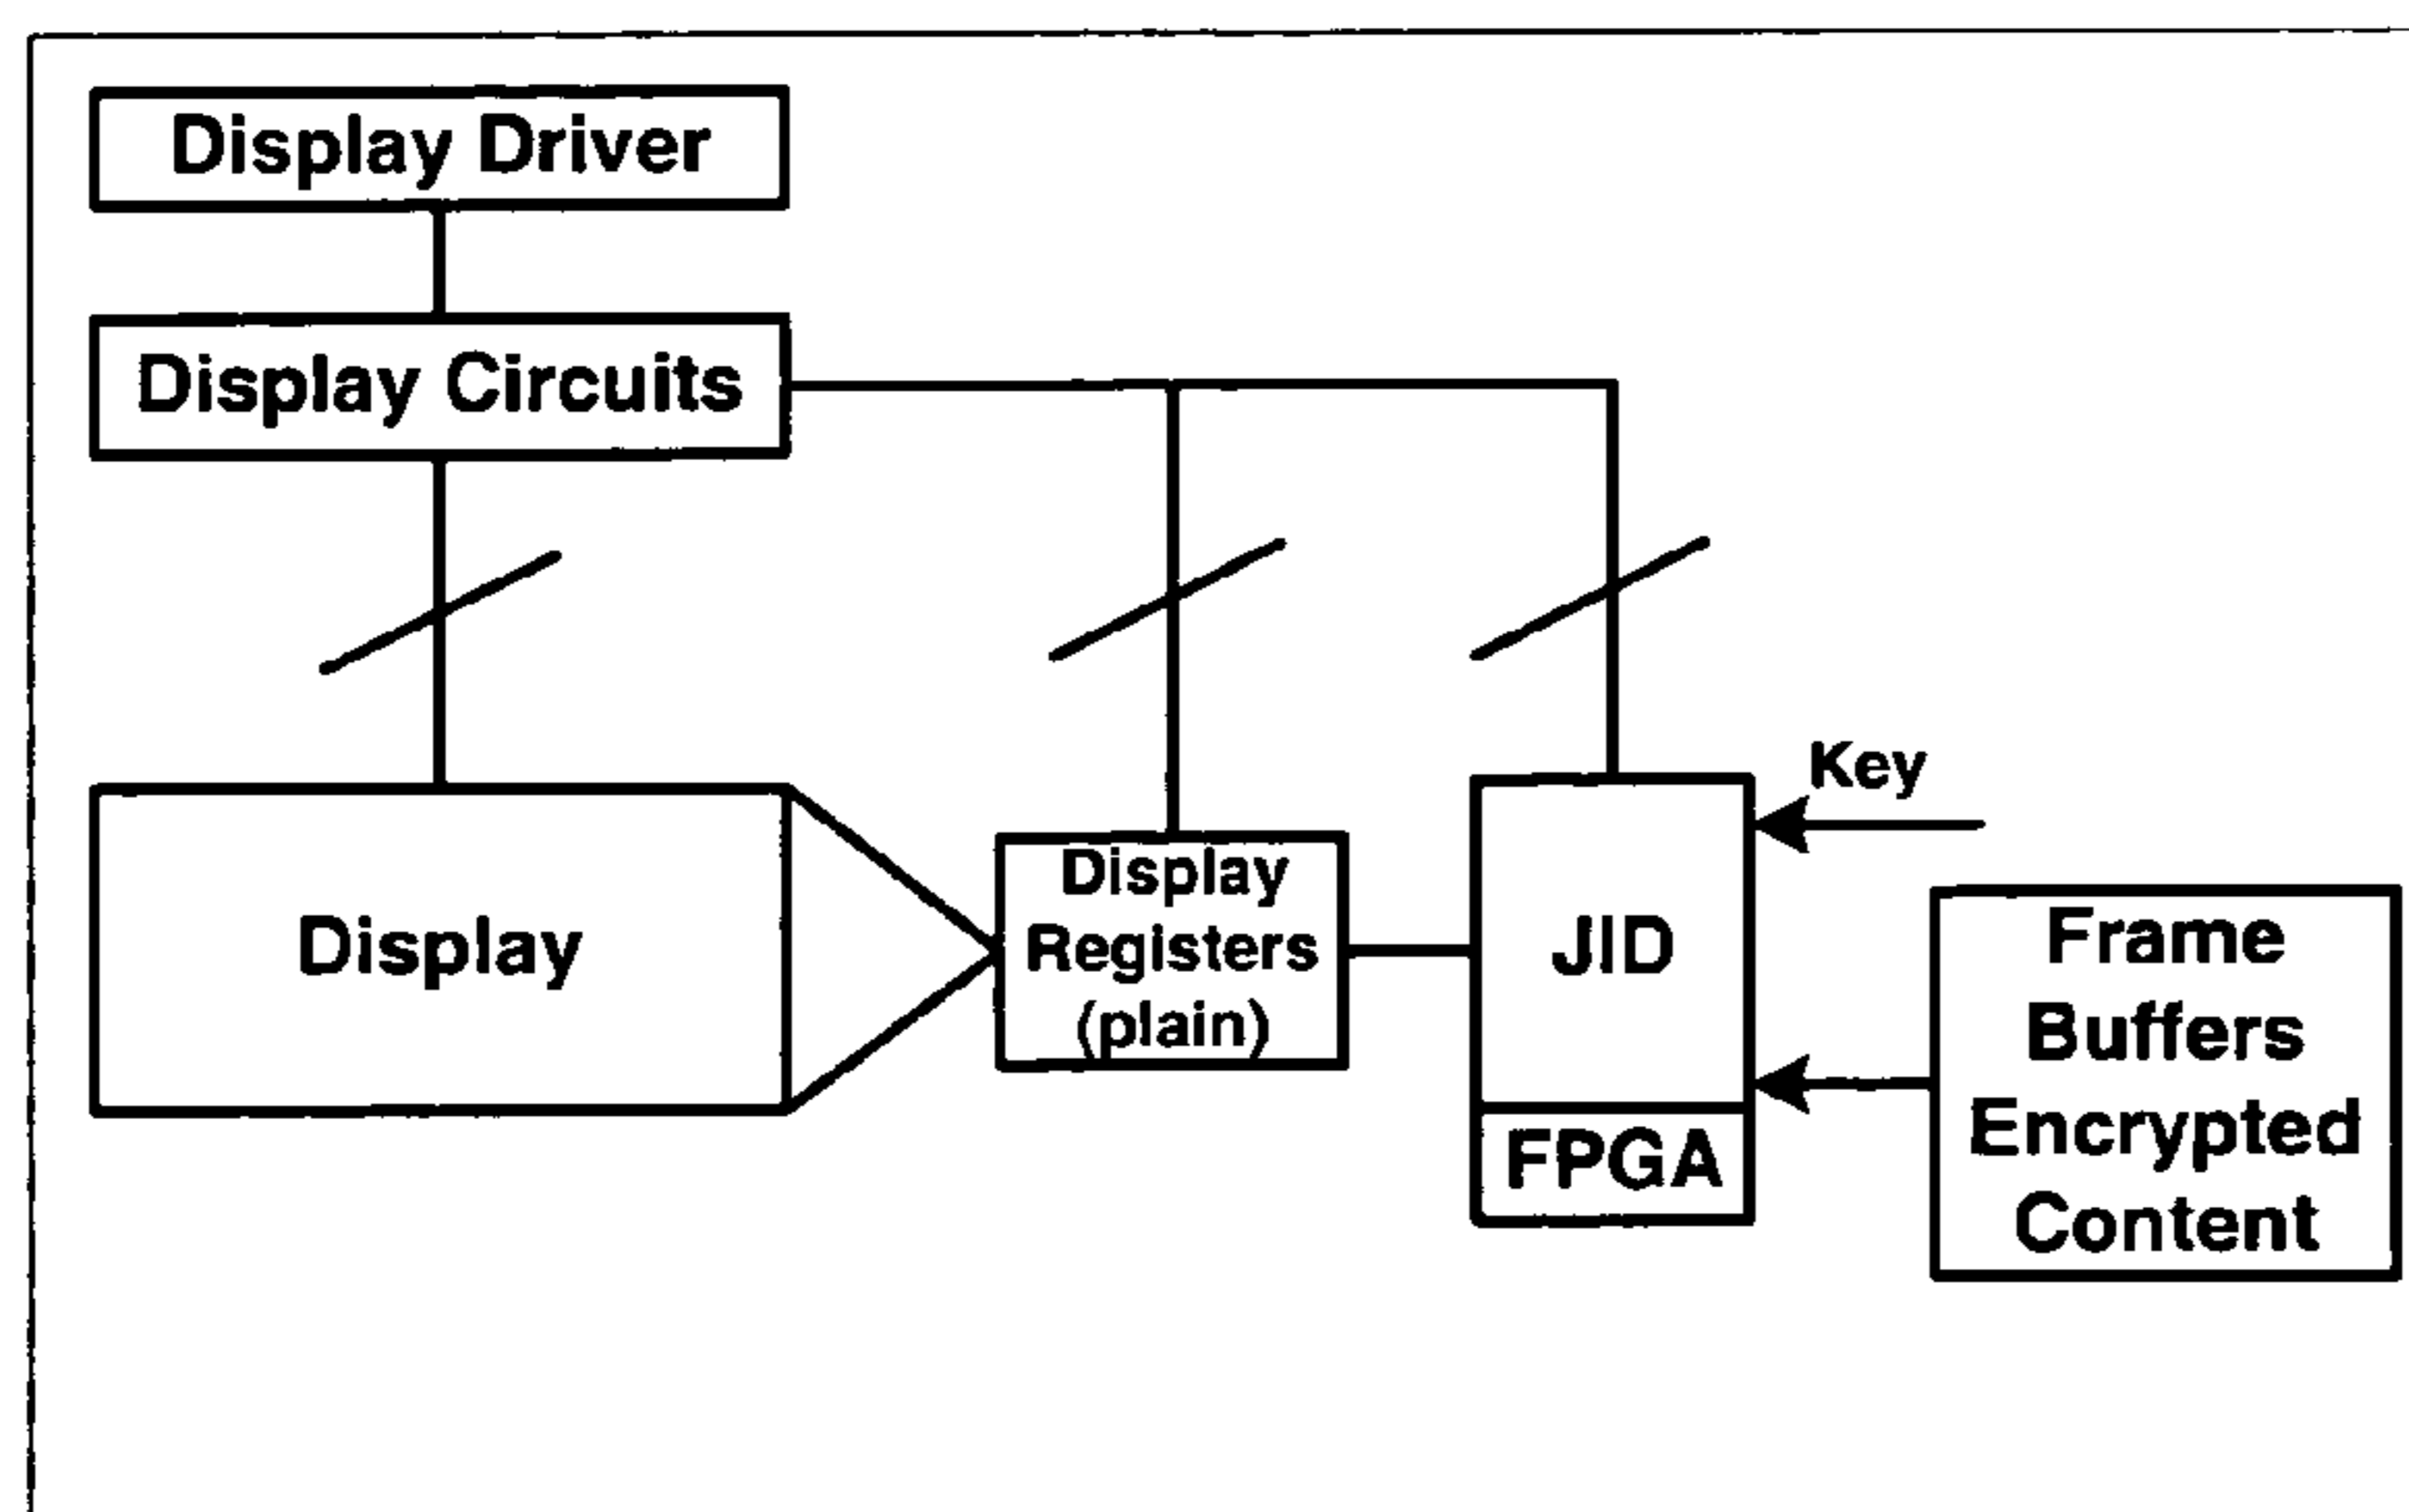 Display Driver
Display Circuits
Display
Display
Registers
(plain)
JID
FPGA
Key
Frame
Buffers
Encrypted
Content